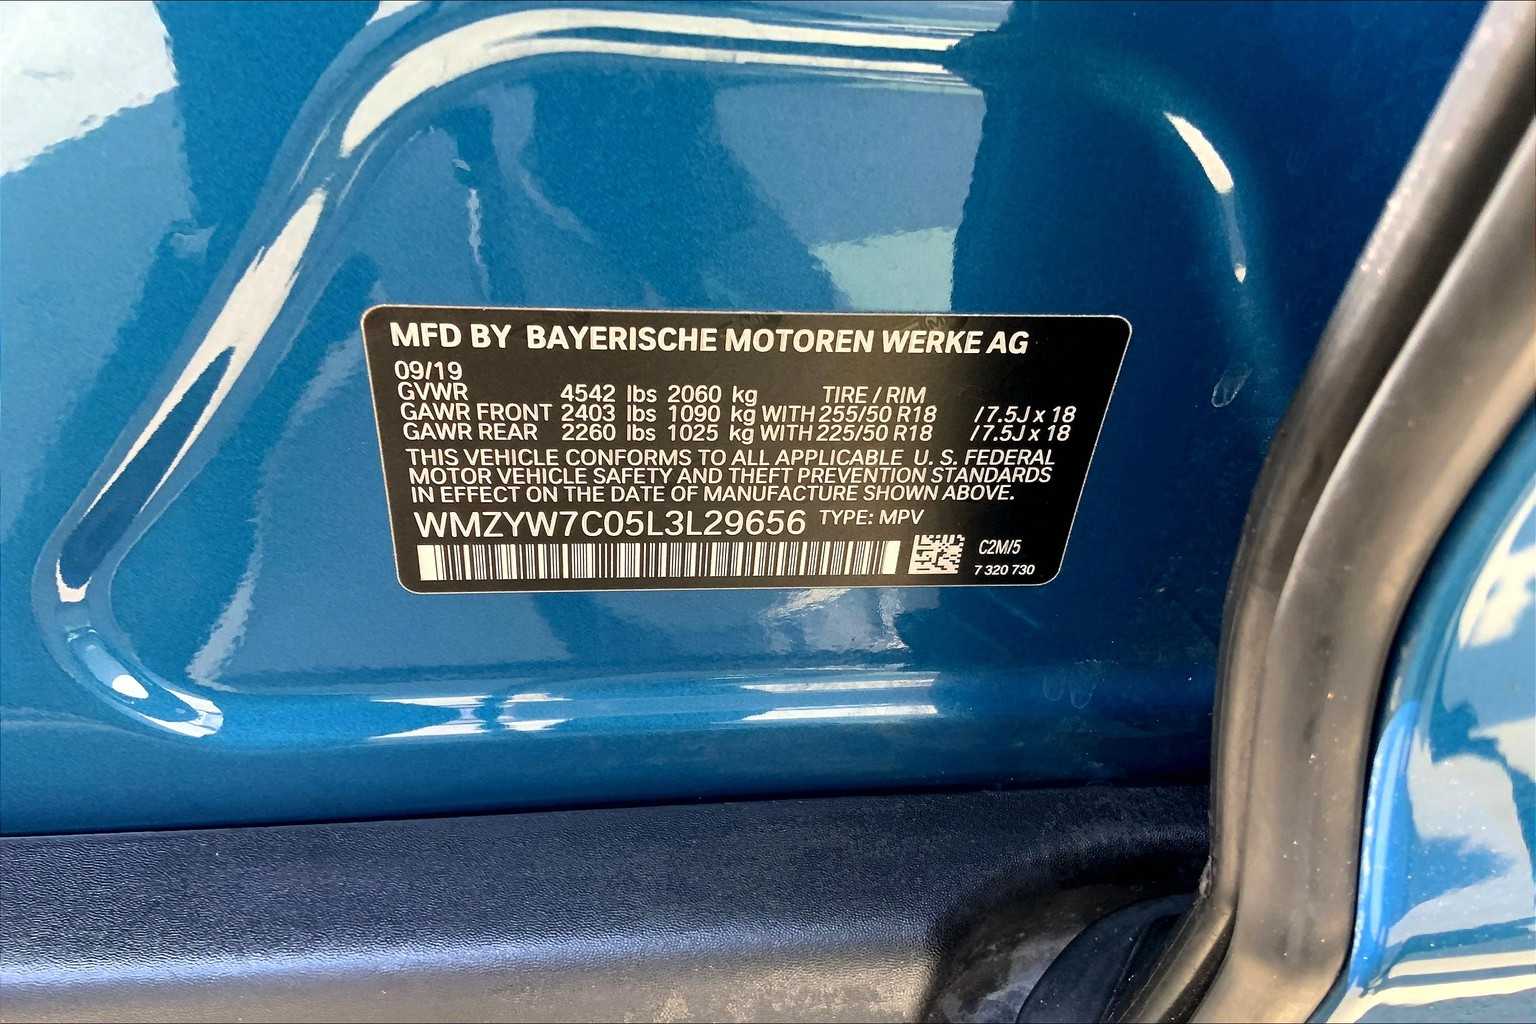 MFD BY BAYERISCHE MOTOREN WERKE AG
09/19
GVWR 4542 lbs 2060 kg TIRE / RIM
GAWR FRONT 2403 lbs 1090 kg WITH 255/50 R18 / 7.5J x 18
GAWR REAR 2260 lbs 1025 kg WITH 225/50 R18 / 7.5J x 18
THIS VEHICLE CONFORMS TO ALL APPLICABLE U. S. FEDERAL
MOTOR VEHICLE SAFETY AND THEFT PREVENTION STANDARDS
IN EFFECT ON THE DATE OF MANUFACTURE SHOWN ABOVE.
WMZYW7C05L3L29656 TYPE: MPV
C2M/5
7 320 730